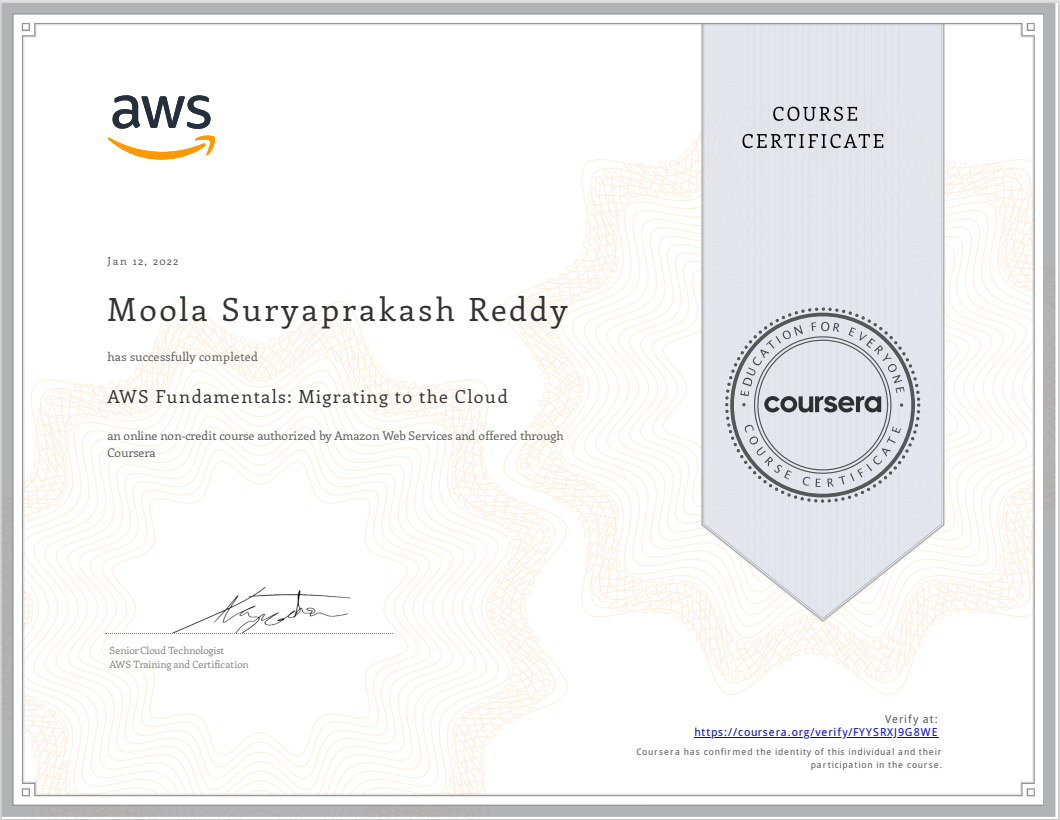 aws
COURSE
CERTIFICATE
Jan 12, 2022
Moola Suryaprakash Reddy
has successfully completed
AWS Fundamentals: Migrating to the Cloud
an online non-credit course authorized by Amazon Web Services and offered through
Coursera
EDUCATION FOR EVERYONE
coursera
COURSE CERTIFICATE
Senior Cloud Technologist
AWS Training and Certification
Verify at:
https://coursera.org/verify/FYYSRXJ9G8WE
Coursera has confirmed the identity of this individual and their
participation in the course.